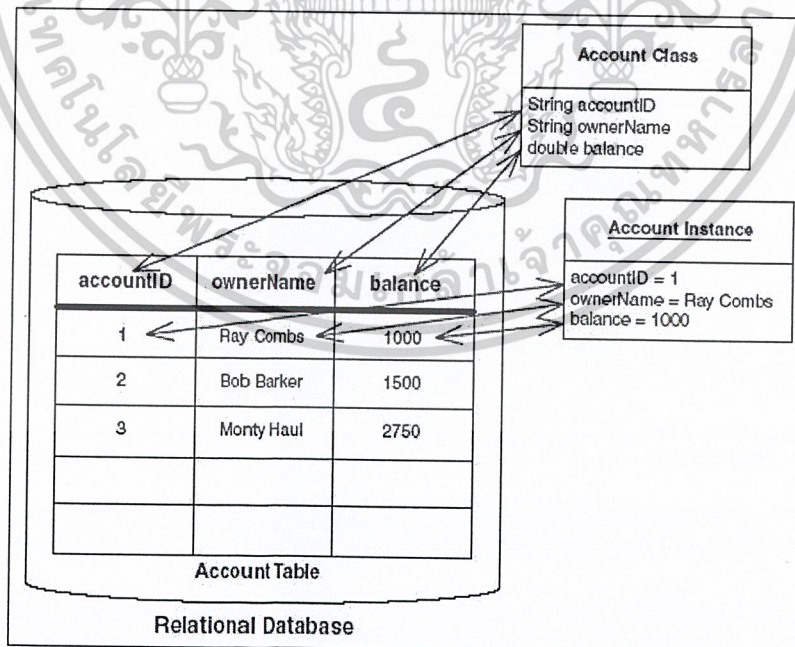 Account Class
String accountID
String ownerName
double balance
Account Instance
accountID = 1
ownerName = Ray Combs
balance = 1000
accountID ownerName balance
1 Ray Combs 1000
2 Bob Barker 1500
3 Monty Haul 2750
Account Table
Relational Database